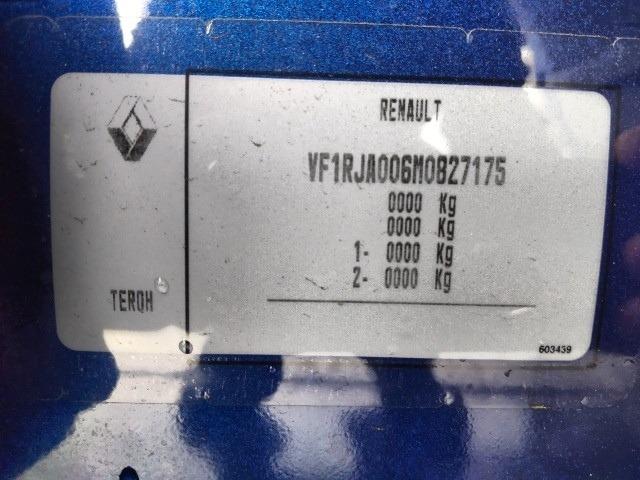 RENAULT
VF1RJA006M0827175
0000 Kg
0000 Kg
1- 0000 Kg
2- 0000 Kg
TERQH
603439